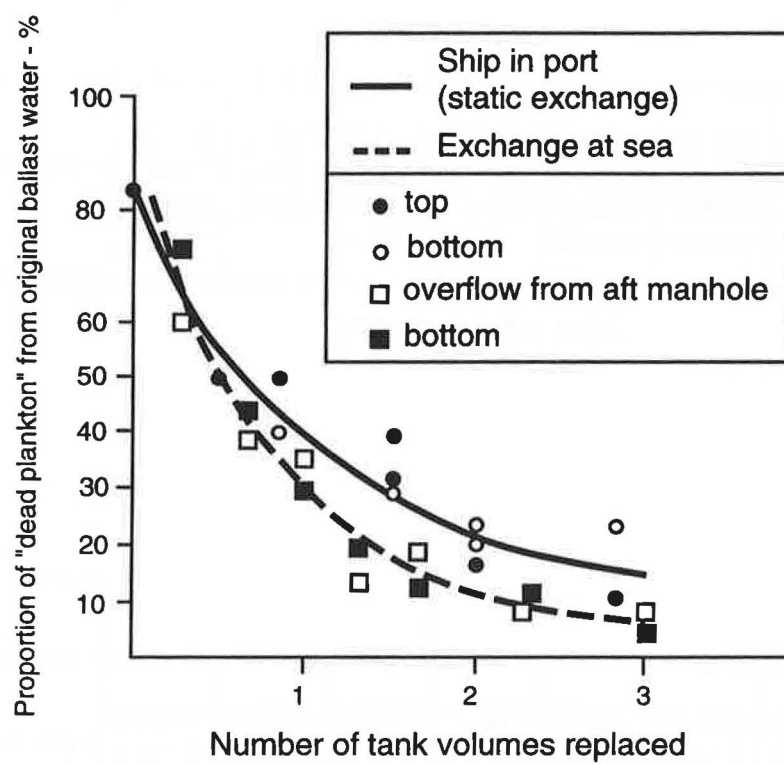 Proportion of "dead plankton" from original ballast water - %
Ship in port
(static exchange)
Exchange at sea
top
bottom
overflow from aft manhole
bottom
100
80
60
50
40
30
20
10
1
2
3
Number of tank volumes replaced